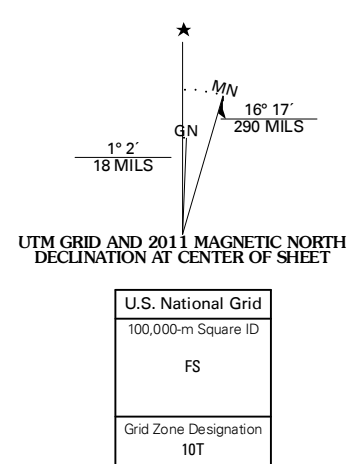 ★
MN
GN
16° 17´
290 MILS
1° 2´
18 MILS
UTM GRID AND 2011 MAGNETIC NORTH
DECLINATION AT CENTER OF SHEET
U.S. National Grid
100,000-m Square ID
FS
Grid Zone Designation
10T